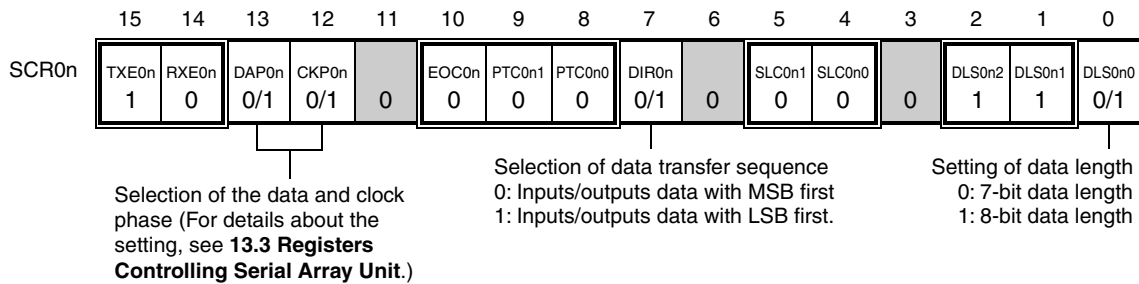 15 14 13 12 11 10 9 8 7 6 5 4 3 2 1 0
SCR0n TXE0n RXE0n DAP0n CKP0n EOC0n PTC0n1 PTC0n0 DIR0n SLC0n1 SLC0n0 DLS0n2 DLS0n1 DLS0n0
1 0 0/1 0/1 0 0 0 0 0/1 0 0 0 0 1 1 0/1
Selection of the data and clock
phase (For details about the
setting, see 13.3 Registers
Controlling Serial Array Unit.)
Selection of data transfer sequence
0: Inputs/outputs data with MSB first
1: Inputs/outputs data with LSB first.
Setting of data length
0: 7-bit data length
1: 8-bit data length